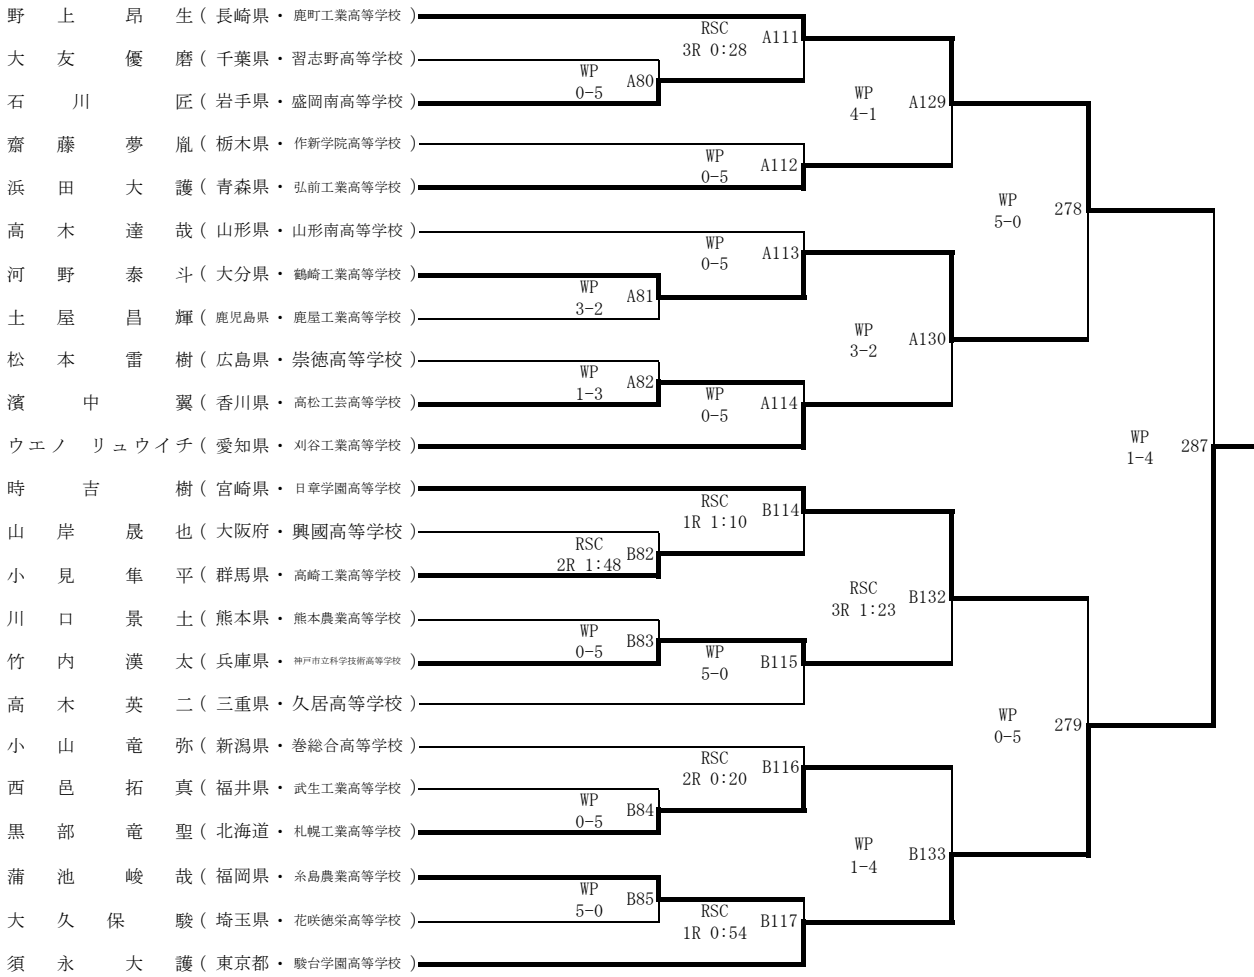 野上 昂生 ( 長崎県・鹿町工業高等学校 )
大友 優磨 ( 千葉県・習志野高等学校 )
石川 匠 ( 岩手県・盛岡南高等学校 )
齋藤 夢胤 ( 栃木県・作新学院高等学校 )
浜田 大護 ( 青森県・弘前工業高等学校 )
高木 達哉 ( 山形県・山形南高等学校 )
河野 泰斗 ( 大分県・鶴崎工業高等学校 )
土屋 昌輝 ( 鹿児島県・鹿屋工業高等学校 )
松本 雷樹 ( 広島県・崇徳高等学校 )
濱中 翼 ( 香川県・高松工芸高等学校 )
ウエノ リュウイチ ( 愛知県・刈谷工業高等学校 )
時吉 樹 ( 宮崎県・日章学園高等学校 )
山岸 晟也 ( 大阪府・興國高等学校 )
小見 隼平 ( 群馬県・高崎工業高等学校 )
川口 景土 ( 熊本県・熊本農業高等学校 )
竹内 漢太 ( 兵庫県・神戸市立科学技術高等学校 )
高木 英二 ( 三重県・久居高等学校 )
小山 竜弥 ( 新潟県・巻総合高等学校 )
西邑 拓真 ( 福井県・武生工業高等学校 )
黒部 竜聖 ( 北海道・札幌工業高等学校 )
蒲池 峻哉 ( 福岡県・糸島農業高等学校 )
大久保 駿 ( 埼玉県・花咲徳栄高等学校 )
須永 大護 ( 東京都・駿台学園高等学校 )
WP
0-5
A80
WP
3-2
A81
WP
1-3
A82
RSC
2R 1:48
B82
WP
0-5
B83
WP
0-5
B84
WP
5-0
B85
RSC
3R 0:28
A111
WP
0-5
A112
WP
0-5
A113
WP
0-5
A114
RSC
1R 1:10
B114
WP
5-0
B115
RSC
2R 0:20
B116
RSC
1R 0:54
B117
WP
4-1
A129
WP
3-2
A130
RSC
3R 1:23
B132
WP
1-4
B133
WP
5-0
278
WP
0-5
279
WP
1-4
287